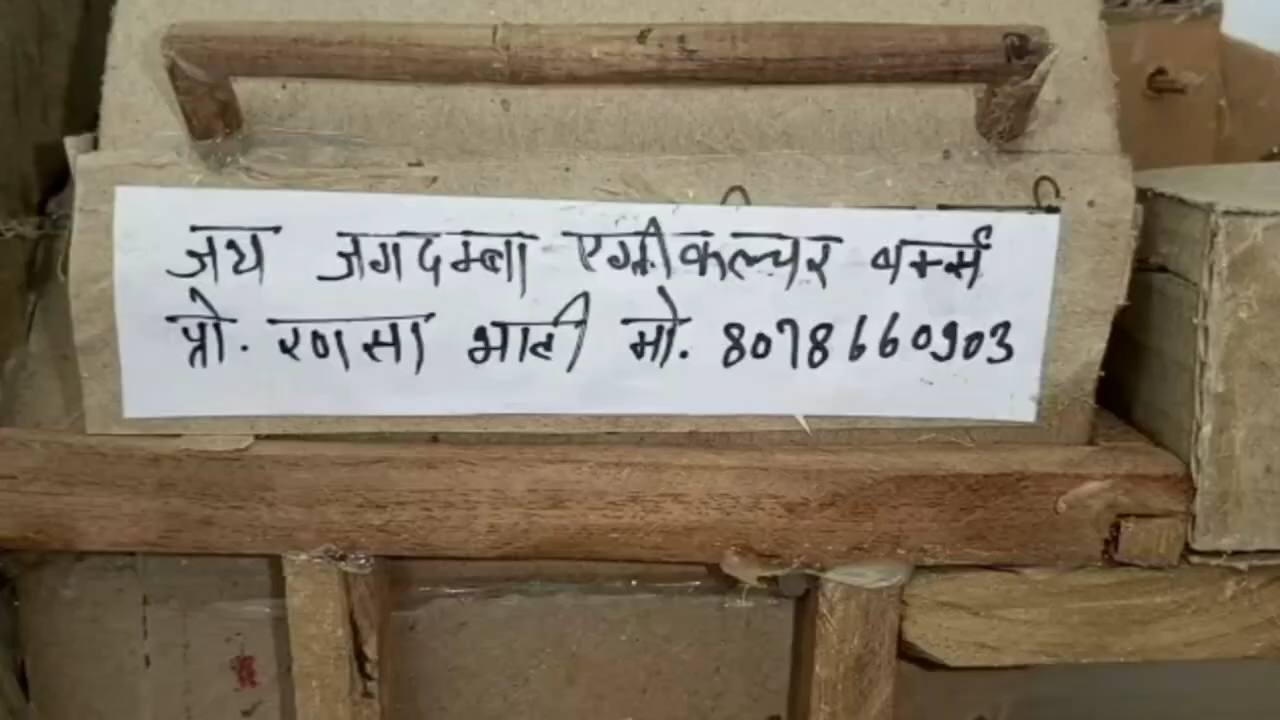 जय जगदम्बा एग्रीकल्चर वर्क्स
प्रो. रणसा भाटी मो. 8078660903